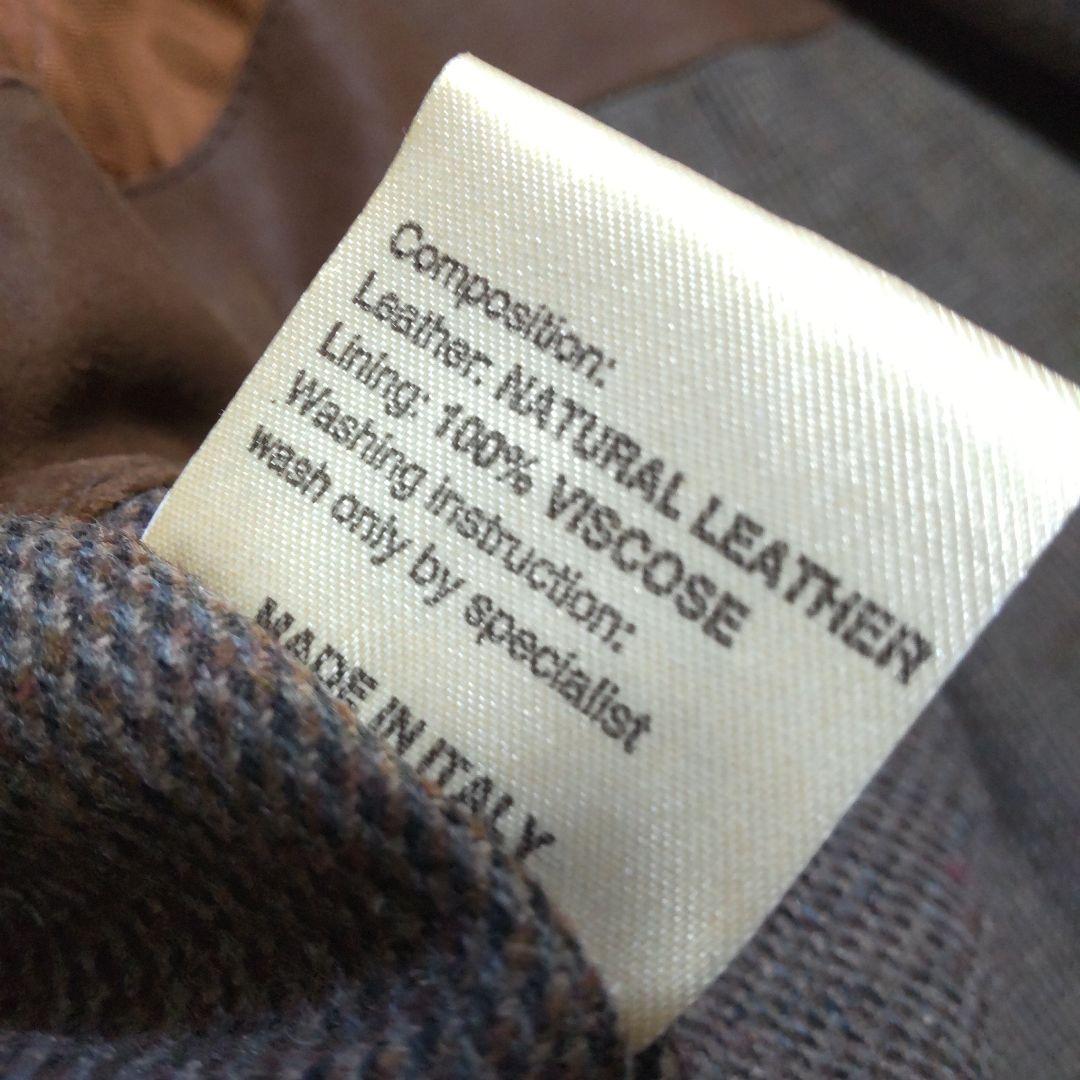 Composition:
Leather: NATURAL LEATHER
Lining: 100% VISCOSE
Washing instruction:
wash only by specialist
MADE IN ITALY